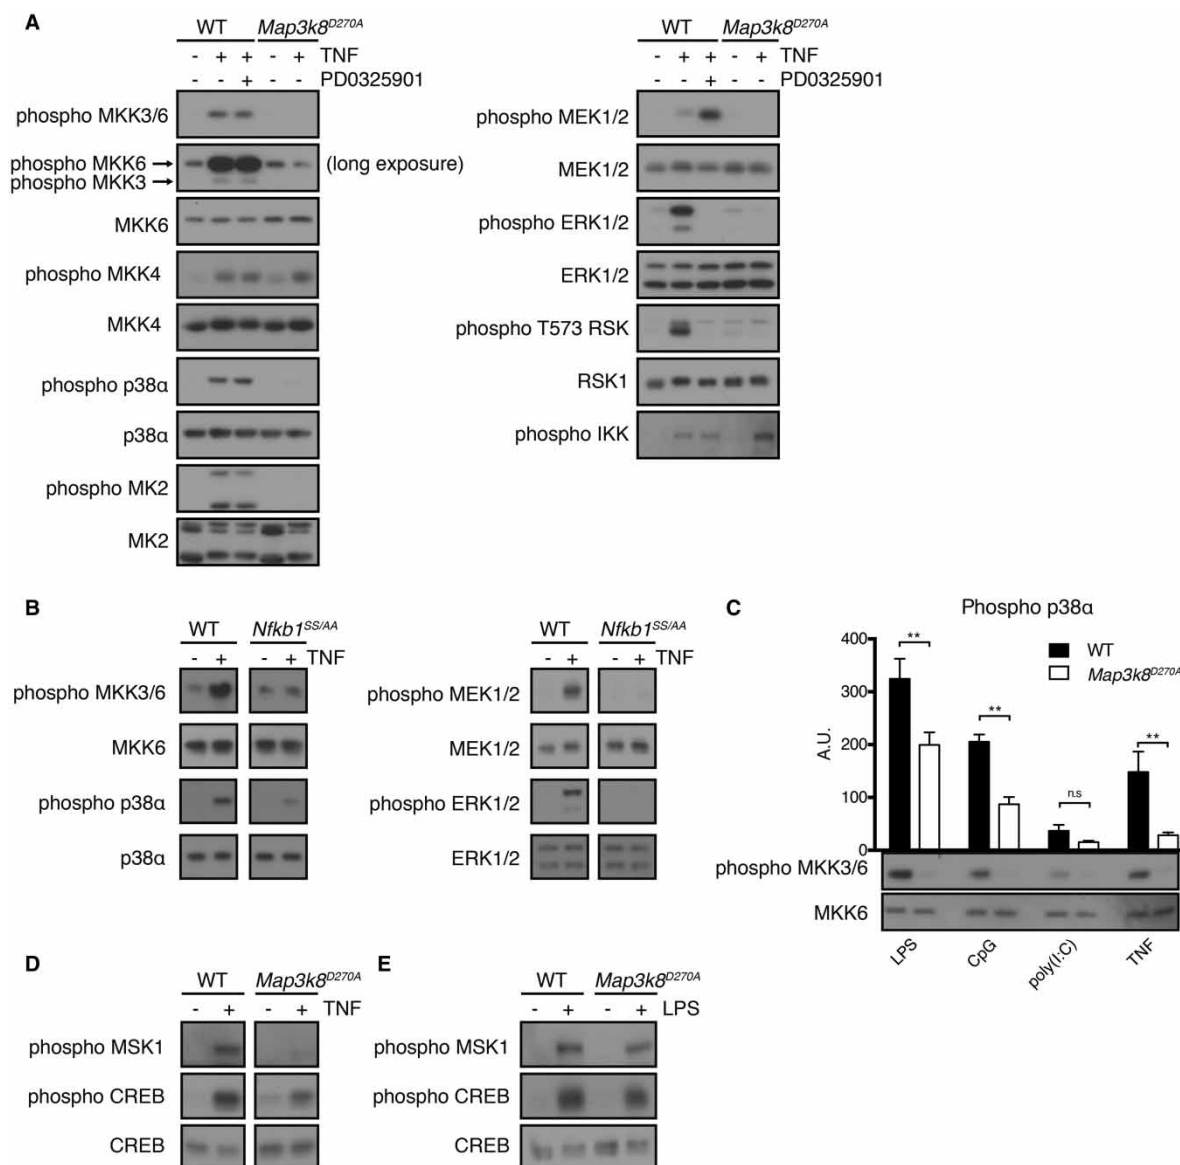 A
WT Map3k8D270A
- + + - + TNF
- - + - - PD0325901
phospho MKK3/6
phospho MKK6 (long exposure)
phospho MKK3
MKK6
phospho MKK4
MKK4
phospho p38α
p38α
phospho MK2
MK2
WT Map3k8D270A
- + + - + TNF
- - + - - PD0325901
phospho MEK1/2
MEK1/2
phospho ERK1/2
ERK1/2
phospho T573 RSK
RSK1
phospho IKK
B
WT Nfkb1SS/AA
- + - + TNF
phospho MKK3/6
MKK6
phospho p38α
p38α
WT Nfkb1SS/AA
- + - + TNF
phospho MEK1/2
MEK1/2
phospho ERK1/2
ERK1/2
C
Phospho p38α
400
300
200
100
0
A.U.
** ** n.s **
WT
Map3k8D270A
phospho MKK3/6
MKK6
LPS CpG poly(I:C) TNF
D
WT Map3k8D270A
- + - + TNF
phospho MSK1
phospho CREB
CREB
E
WT Map3k8D270A
- + - + LPS
phospho MSK1
phospho CREB
CREB